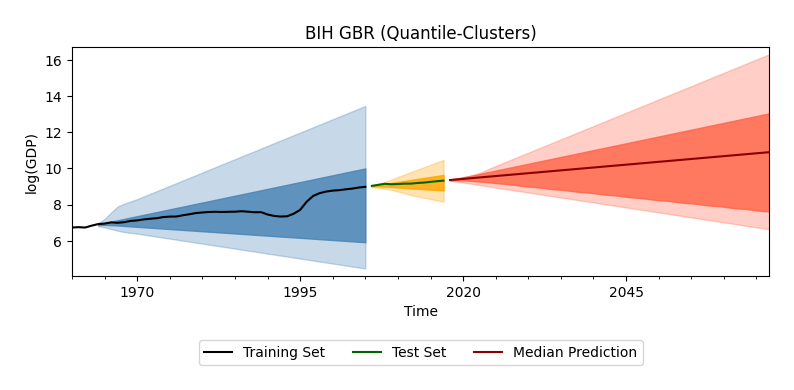 BIH GBR (Quantile-Clusters)
16
14
12
10
8
6
log(GDP)
1970 1995 2020 2045
Time
Training Set Test Set Median Prediction